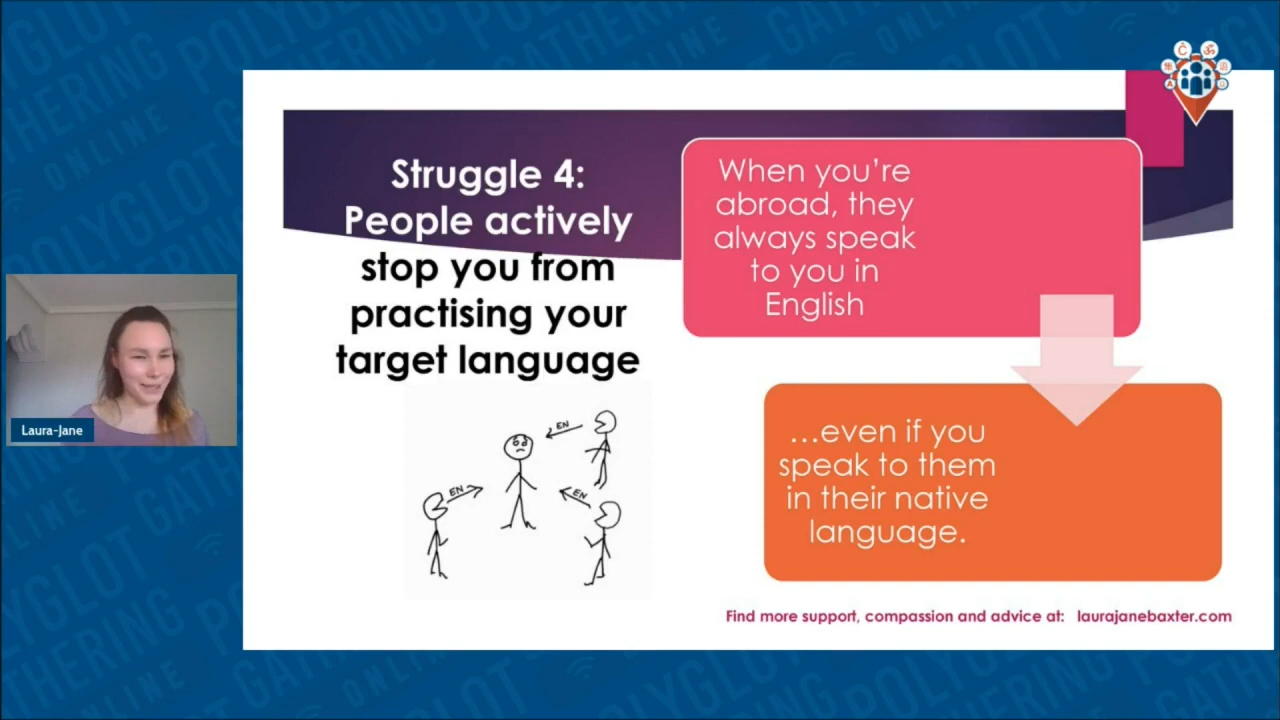 Struggle 4:
People actively
stop you from
practising your
target language
When you're
abroad, they
always speak
to you in
English
EN
EN
EN
...even if you
speak to them
in their native
language.
Find more support, compassion and advice at: laurajanebaxter.com
Laura-Jane
POLYGLOT
GATHERING
ONLINE